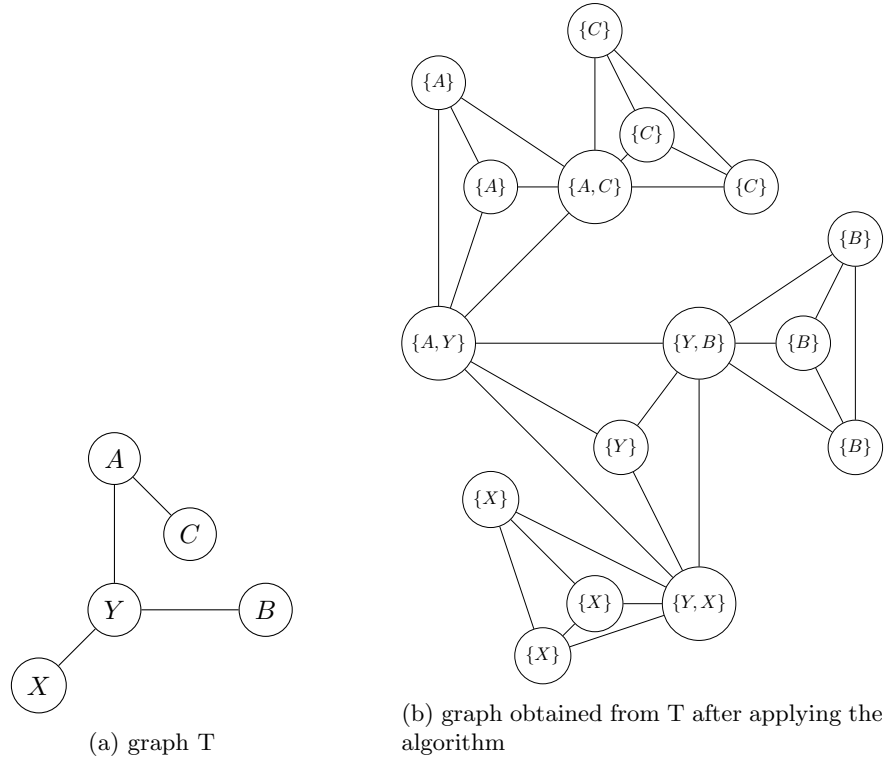 {C}
{A}
{C}
{A}
{A, C}
{C}
{B}
{A, Y}
{Y, B}
{B}
{Y}
{B}
A
{X}
C
Y
B
{X}
{Y, X}
{X}
X
(a) graph T
(b) graph obtained from T after applying the
algorithm